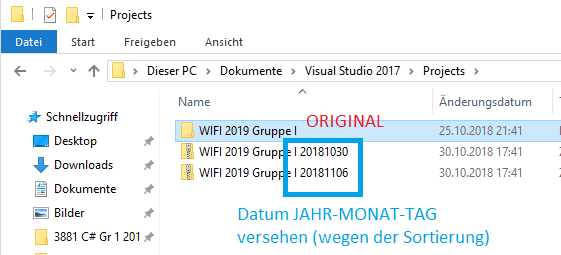 Projects
Datei Start Freigeben Ansicht
Dieser PC Dokumente Visual Studio 2017 Projects
Name Änderungsdatum
Schnellzugriff
Desktop
Downloads
Dokumente
Bilder
3881 C# Gr 1 201
ORIGINAL
WIFI 2019 Gruppe I 25.10.2018 21:41
WIFI 2019 Gruppe I 20181030 30.10.2018 17:41
WIFI 2019 Gruppe I 20181106 30.10.2018 17:41
Datum JAHR-MONAT-TAG
versehen (wegen der Sortierung)